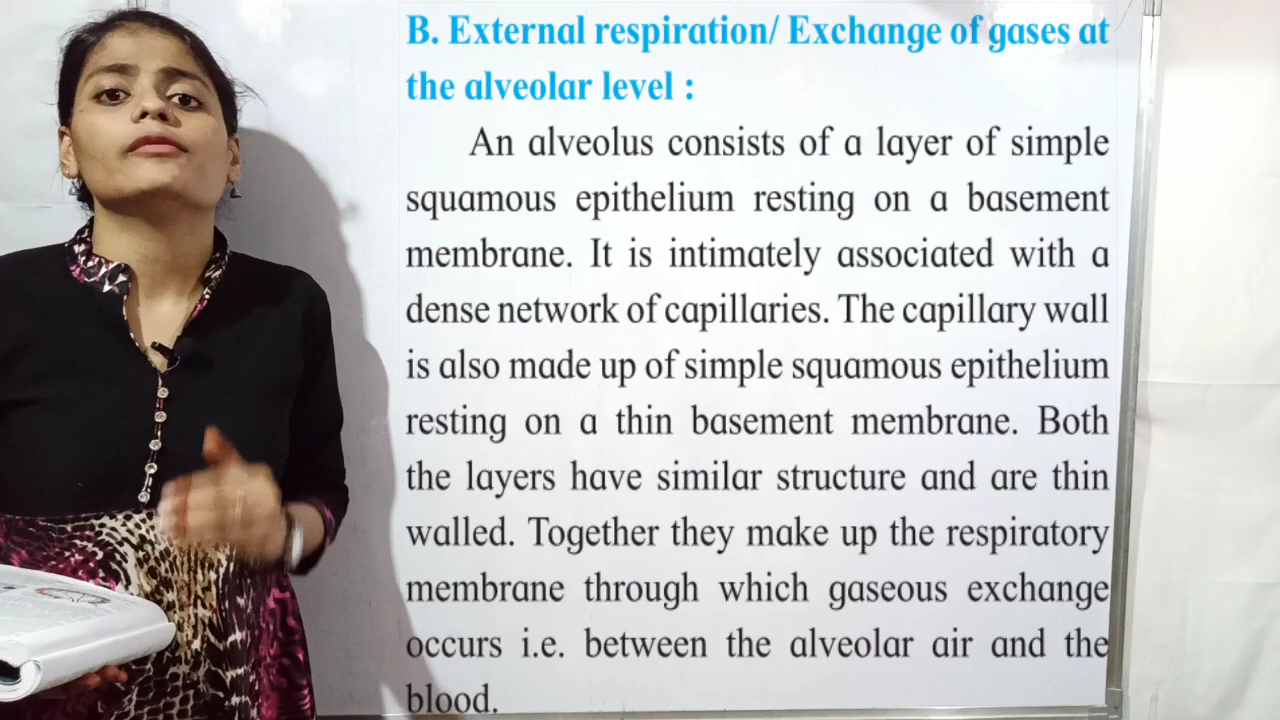 B. External respiration/ Exchange of gases at
the alveolar level :
An alveolus consists of a layer of simple
squamous epithelium resting on a basement
membrane. It is intimately associated with a
dense network of capillaries. The capillary wall
is also made up of simple squamous epithelium
resting on a thin basement membrane. Both
the layers have similar structure and are thin
walled. Together they make up the respiratory
membrane through which gaseous exchange
occurs i.e. between the alveolar air and the
blood.